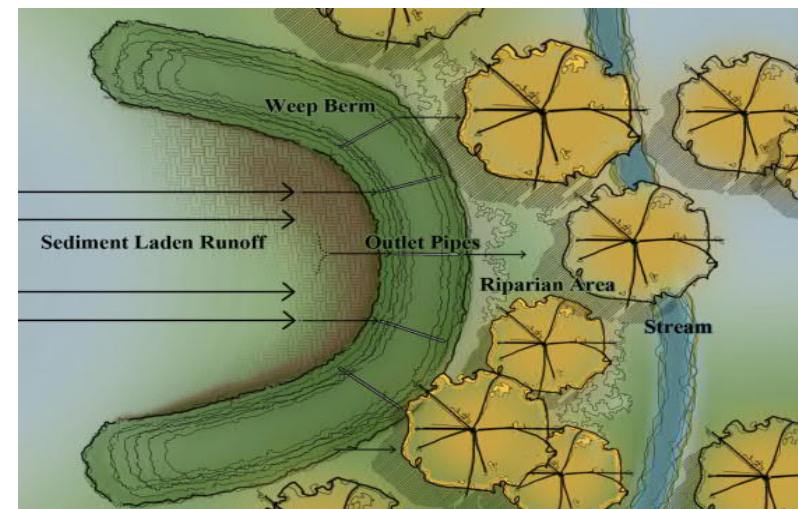 Weep Berm
Sediment Laden Runoff
Outlet Pipes
Riparian Area
Stream